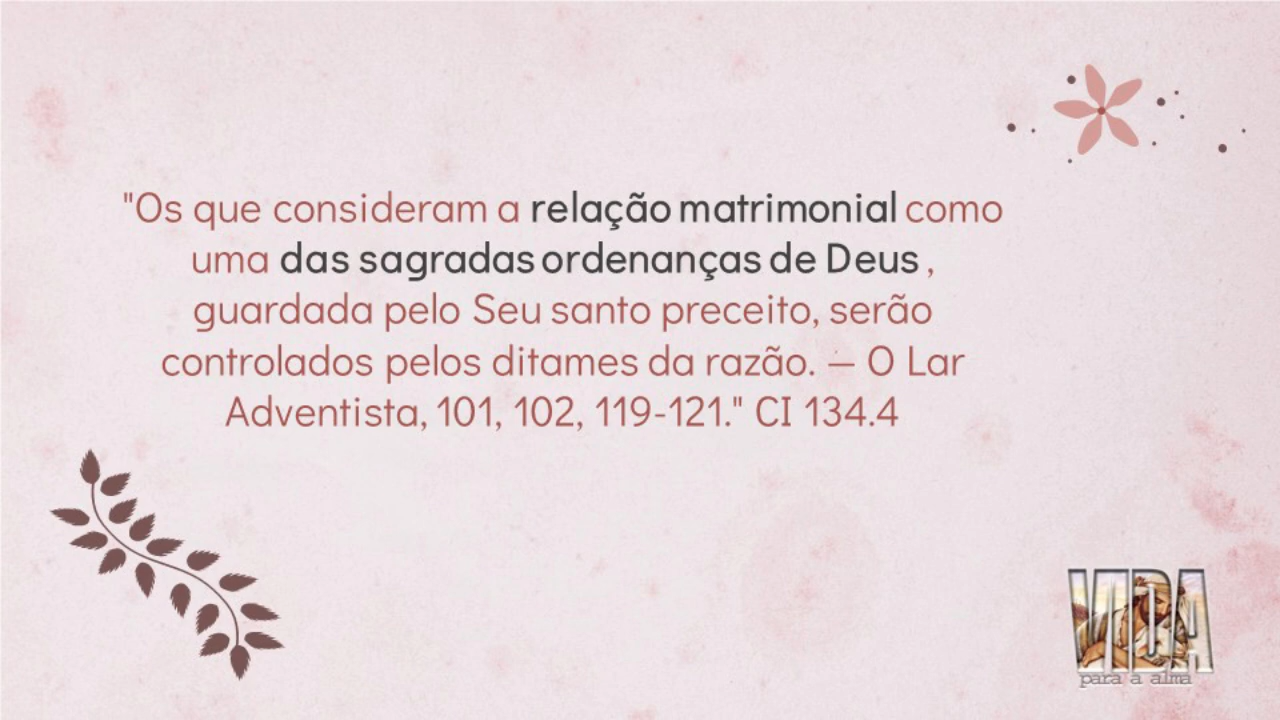 "Os que consideram a relação matrimonial como
uma das sagradas ordenanças de Deus ,
guardada pelo Seu santo preceito, serão
controlados pelos ditames da razão. — O Lar
Adventista, 101, 102, 119-121." CI 134.4
VIDA
para a alma